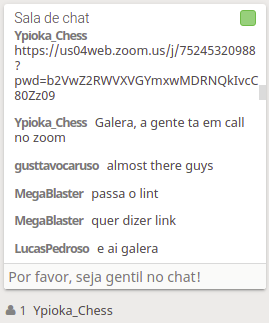 Sala de chat
Ypioka_Chess
https://us04web.zoom.us/j/75245320988
?
pwd=b2VwZ2RWVXVGYmxwMDRNQkIvcC
80Zz09
Ypioka_Chess Galera, a gente ta em call
no zoom
gusttavocaruso almost there guys
MegaBlaster passa o lint
MegaBlaster quer dizer link
LucasPedroso e ai galera
Por favor, seja gentil no chat!
1 Ypioka_Chess